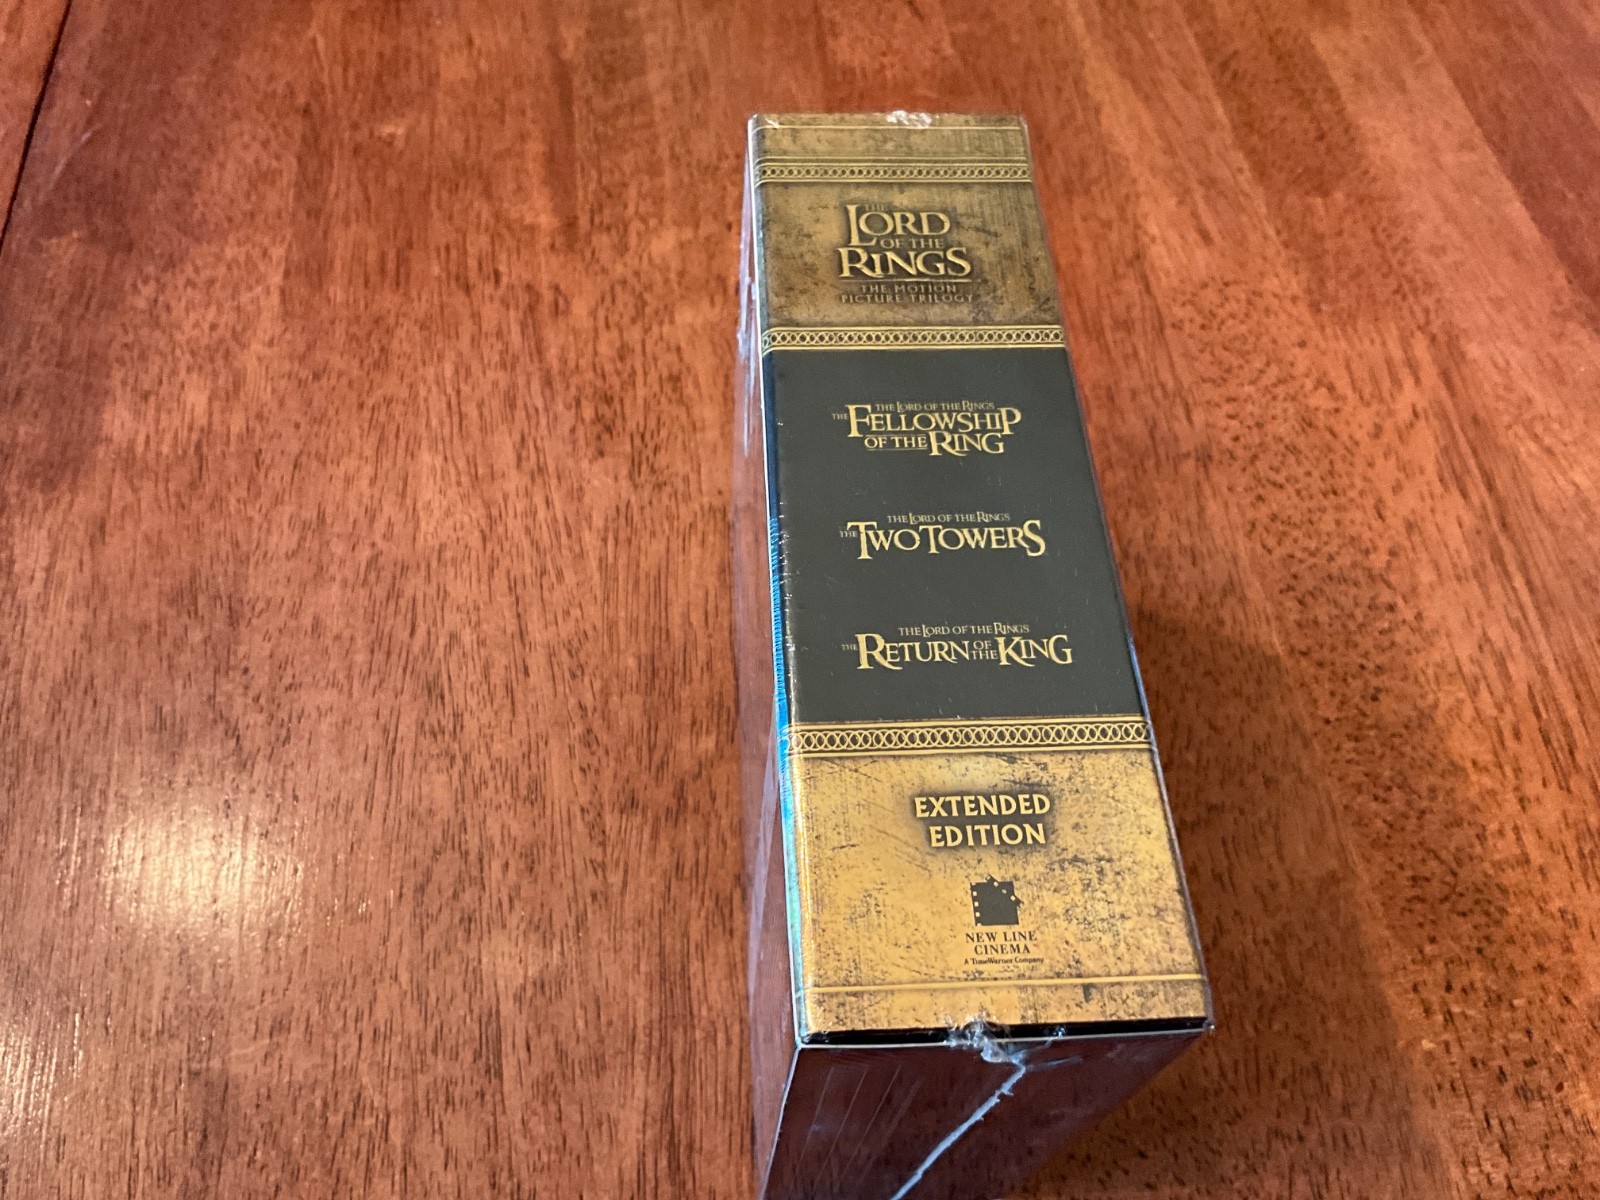 THE
LORD
OF THE
RINGS
THE MOTION
PICTURE TRILOGY
THE LORD OF THE RINGS
THE FELLOWSHIP
OF THE RING
THE LORD OF THE RINGS
THE TWO TOWERS
THE LORD OF THE RINGS
THE RETURN OF THE KING
EXTENDED
EDITION
NEW LINE
CINEMA
A TimeWarner Company